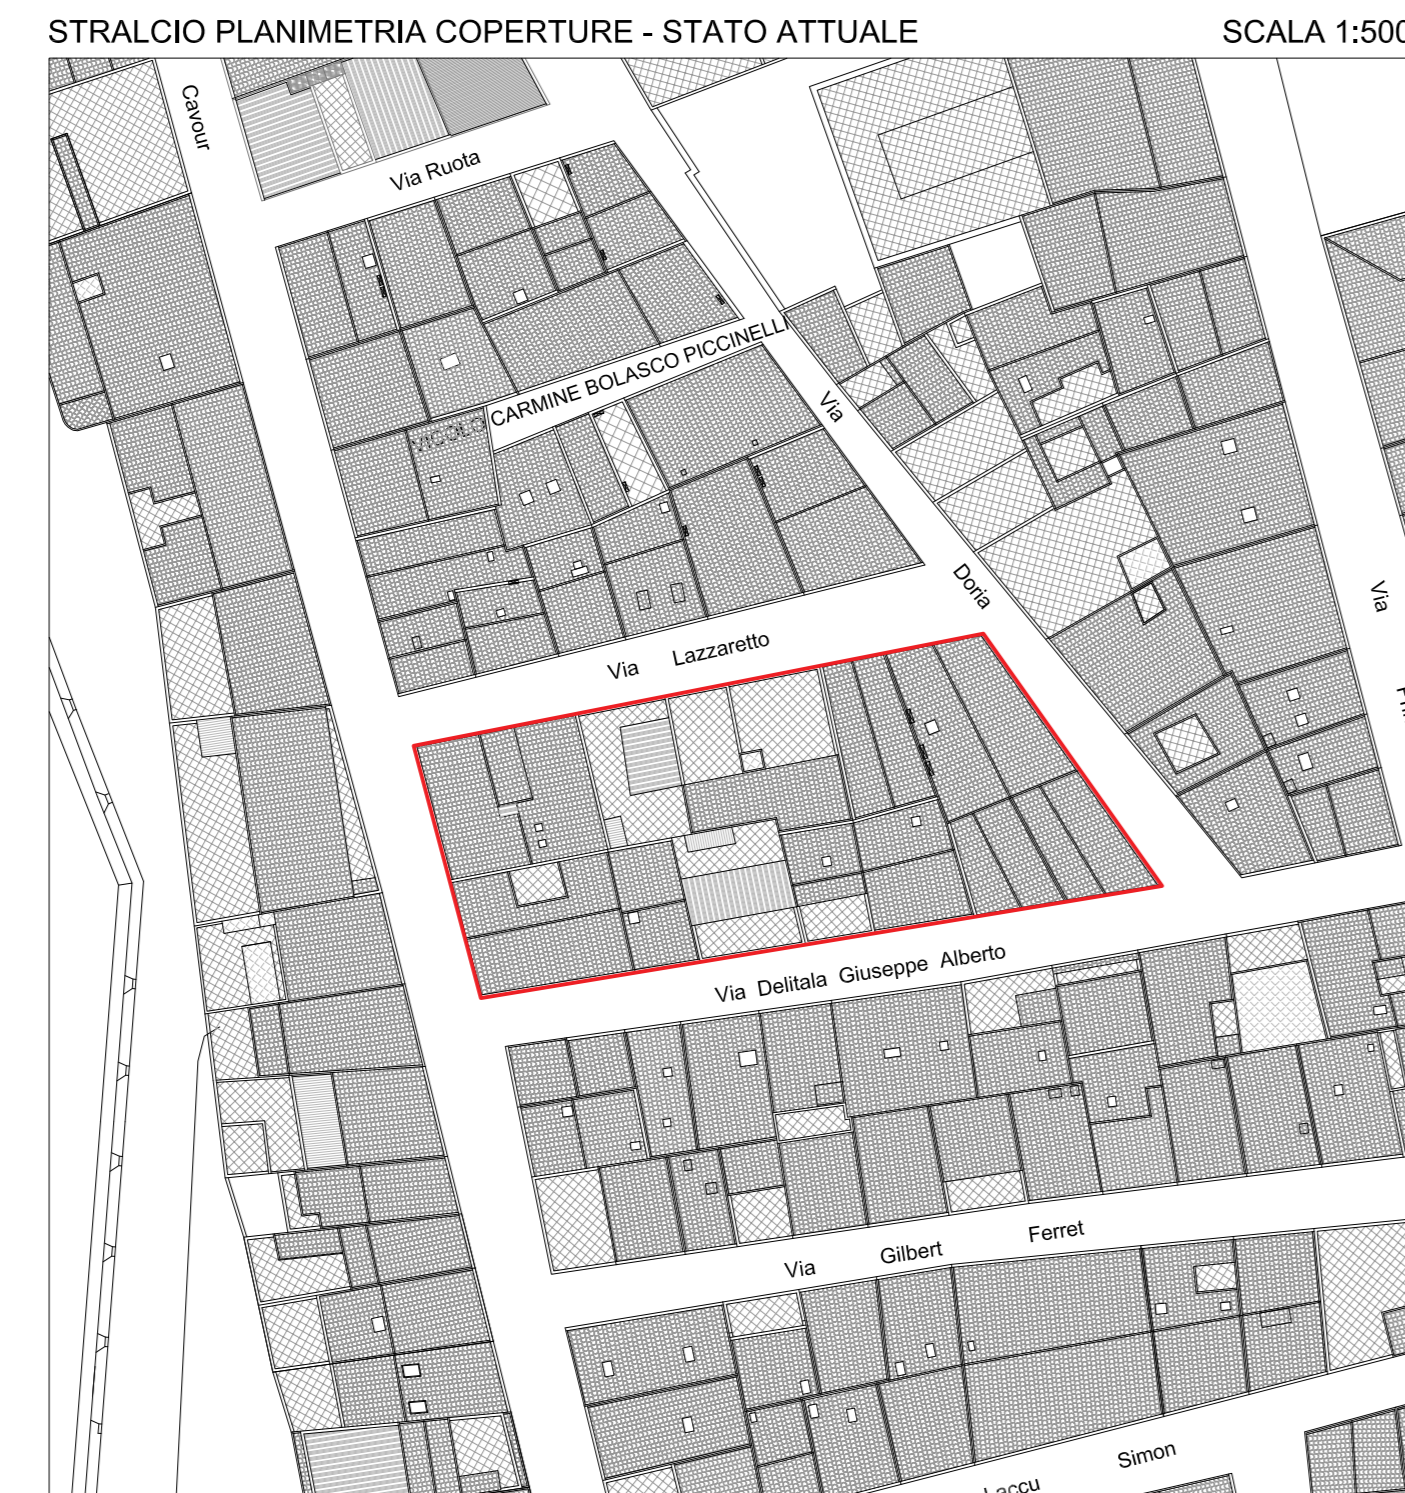 STRALCIO PLANIMETRIA COPERTURE - STATO ATTUALE
SCALA 1:500
Cavour
Via Ruota
VICOLO CARMINE BOLASCO PICCINELLI
Via Doria
Via
Via Lazzaretto
Via Delitala Giuseppe Alberto
Via Gilbert Ferret
Simon